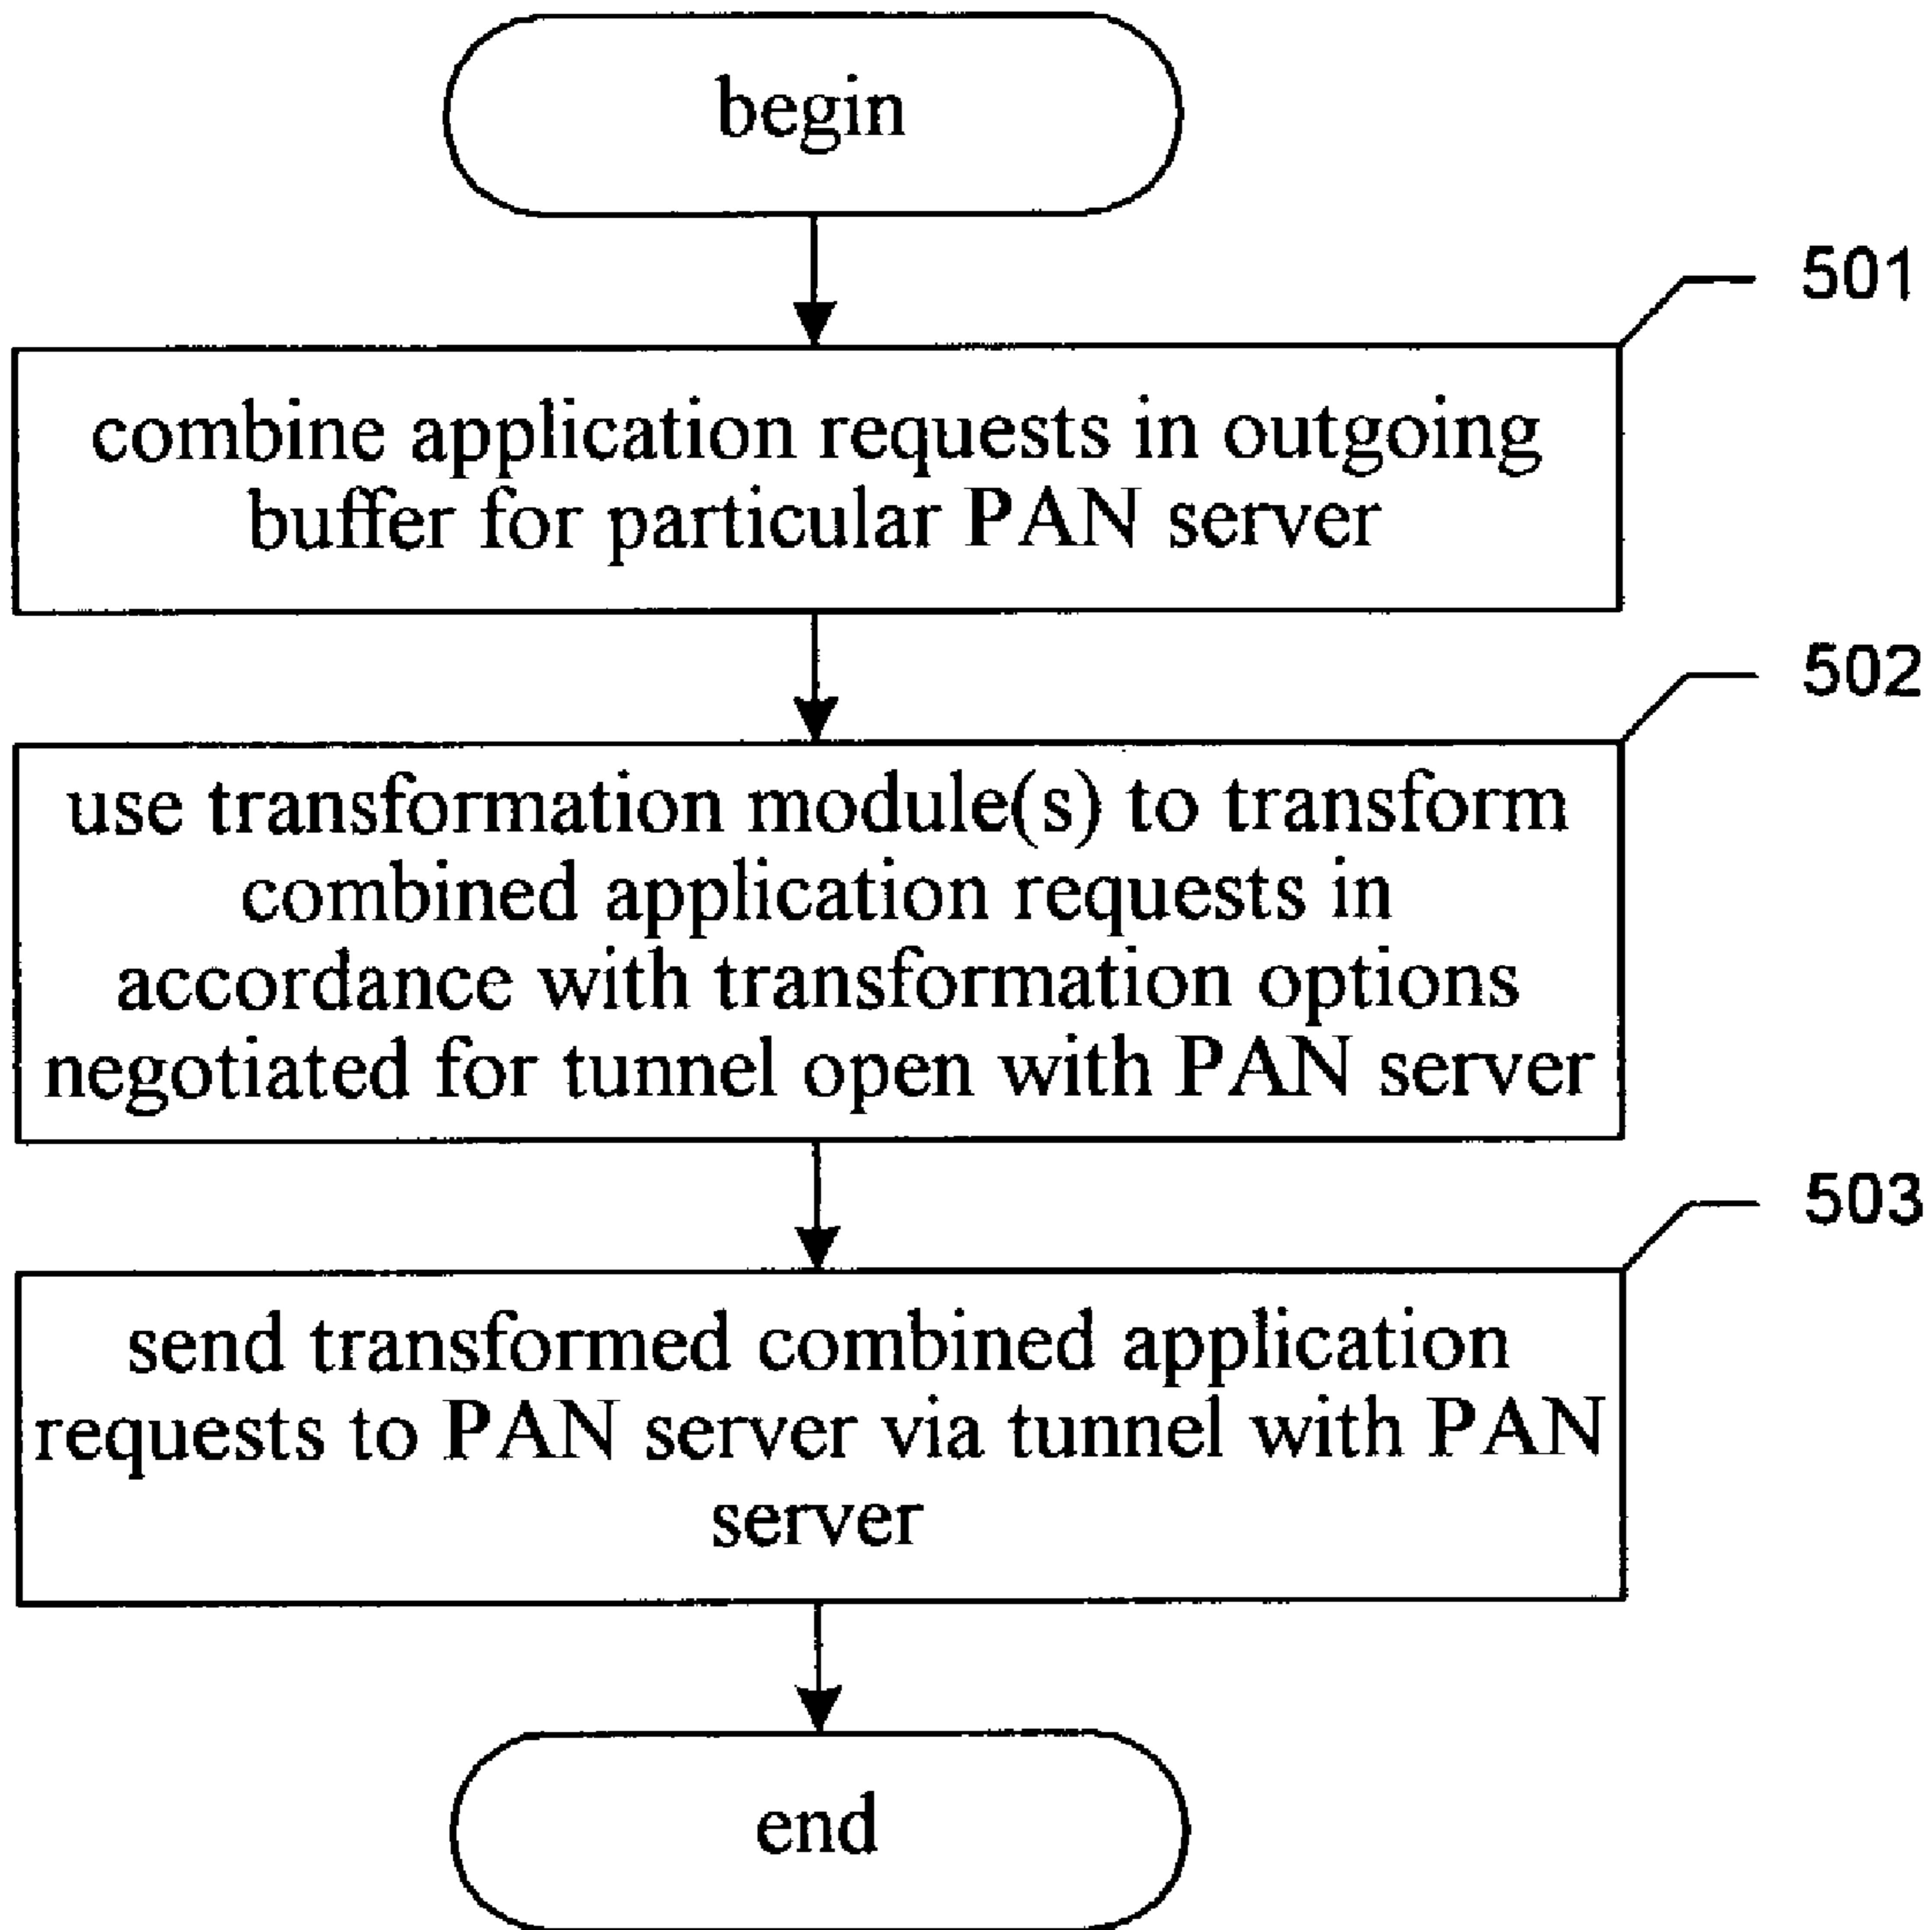 begin
501
combine application requests in outgoing
buffer for particular PAN server
502
use transformation module(s) to transform
combined application requests in
accordance with transformation options
negotiated for tunnel open with PAN server
503
send transformed combined application
requests to PAN server via tunnel with PAN
server
end